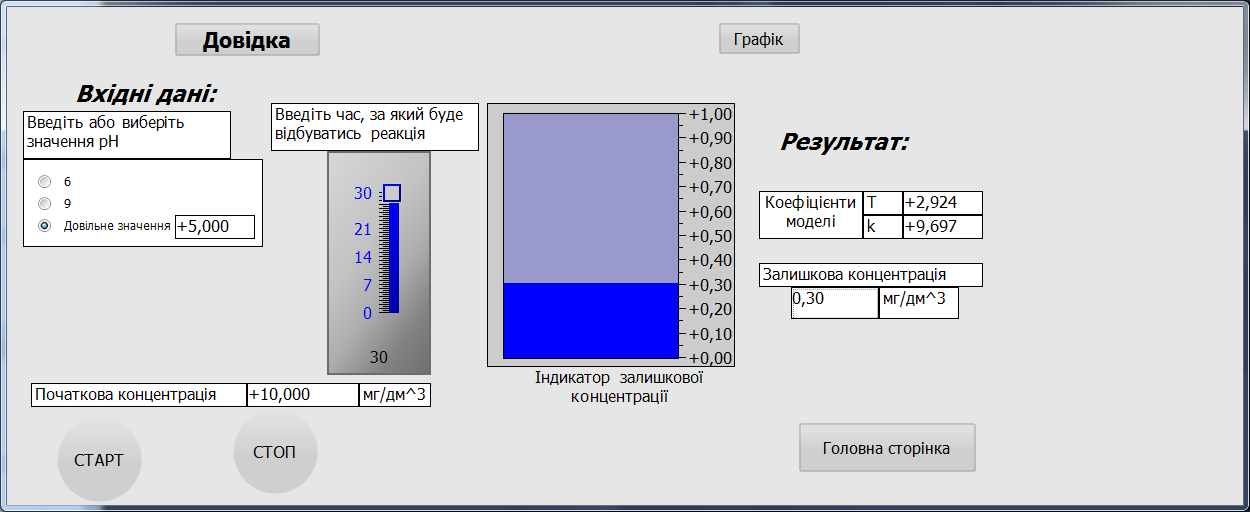 Довідка
Графік
Вхідні дані:
Введіть або виберіть
значення pH
6
9
Довільне значення +5,000
Введіть час, за який буде
відбуватись реакція
30
21
14
7
0
30
+1,00
+0,90
+0,80
+0,70
+0,60
+0,50
+0,40
+0,30
+0,20
+0,10
+0,00
Індикатор залишкової
концентрації
Початкова концентрація +10,000 мг/дм^3
СТАРТ
СТОП
Результат:
Коефіцієнти
моделі
T +2,924
k +9,697
Залишкова концентрація
0,30 мг/дм^3
Головна сторінка